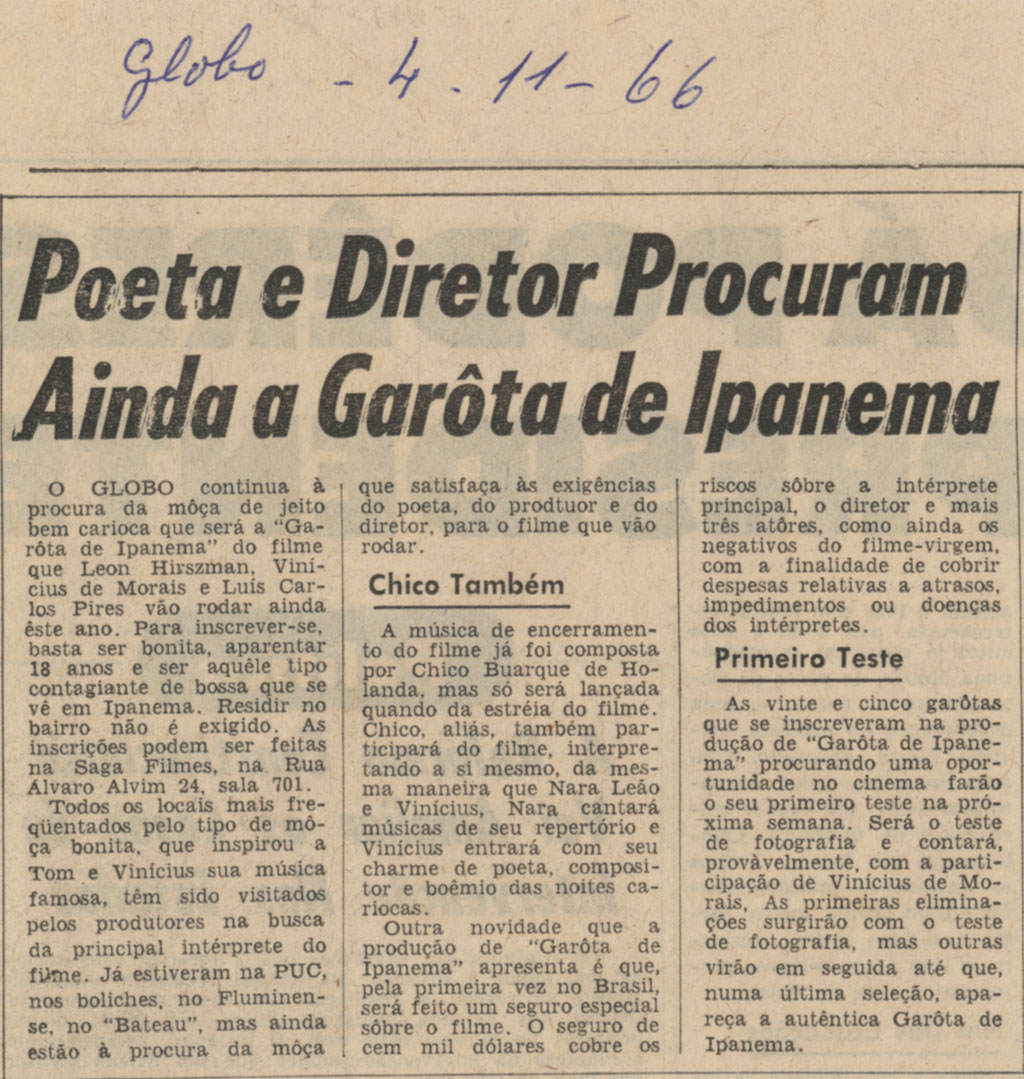 Globo - 4 - 11 - 66
Poeta e Diretor Procuram
Ainda a Garôta de Ipanema
O GLOBO continua à
procura da môça de jeito
bem carioca que será a "Ga-
rôta de Ipanema" do filme
que Leon Hirszman, Viní-
cius de Morais e Luís Car-
los Pires vão rodar ainda
êste ano. Para inscrever-se,
basta ser bonita, aparentar
18 anos e ser aquêle tipo
contagiante de bossa que se
vê em Ipanema. Residir no
bairro não é exigido. As
inscrições podem ser feitas
na Saga Filmes, na Rua
Álvaro Alvim 24, sala 701.
Todos os locais mais fre-
qüentados pelo tipo de mô-
ça bonita, que inspirou a
Tom e Vinícius sua música
famosa, têm sido visitados
pelos produtores na busca
da principal intérprete do
filme. Já estiveram na PUC,
nos boliches, no Fluminen-
se, no "Bateau", mas ainda
estão à procura da môça
que satisfaça às exigências
do poeta, do prodtuor e do
diretor, para o filme que vão
rodar.
Chico Também
A música de encerramen-
to do filme já foi composta
por Chico Buarque de Ho-
landa, mas só será lançada
quando da estréia do filme.
Chico, aliás, também par-
ticipará do filme, interpre-
tando a si mesmo, da mes-
ma maneira que Nara Leão
e Vinícius, Nara cantará
músicas de seu repertório e
Vinícius entrará com seu
charme de poeta, composi-
tor e boêmio das noites ca-
riocas.
Outra novidade que a
produção de "Garôta de
Ipanema" apresenta é que,
pela primeira vez no Brasil,
será feito um seguro especial
sôbre o filme. O seguro de
cem mil dólares cobre os
riscos sôbre a intérprete
principal, o diretor e mais
três atôres, como ainda os
negativos do filme-virgem,
com a finalidade de cobrir
despesas relativas a atrasos,
impedimentos ou doenças
dos intérpretes.
Primeiro Teste
As vinte e cinco garôtas
que se inscreveram na pro-
dução de "Garôta de Ipane-
ma" procurando uma opor-
tunidade no cinema farão
o seu primeiro teste na pró-
xima semana. Será o teste
de fotografia e contará,
provàvelmente, com a parti-
cipação de Vinícius de Mo-
rais, As primeiras elimina-
ções surgirão com o teste
de fotografia, mas outras
virão em seguida até que,
numa última seleção, apa-
reça a autêntica Garôta de
Ipanema.